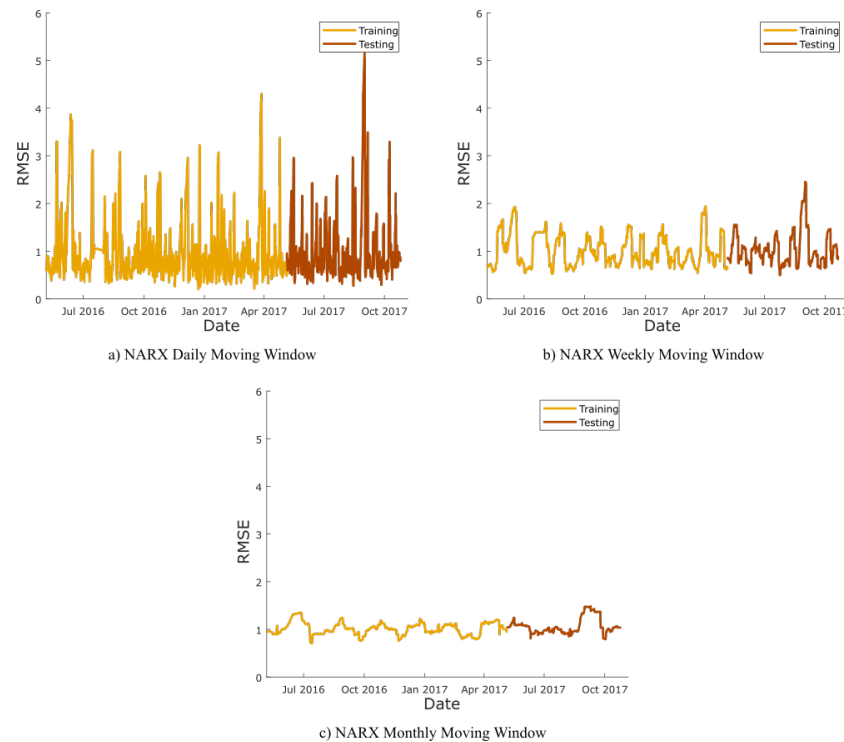 6
5
4
3
2
1
0
RMSE
Training
Testing
Jul 2016
Oct 2016
Jan 2017
Apr 2017
Jul 2017
Oct 2017
Date
a) NARX Daily Moving Window
6
5
4
3
2
1
0
RMSE
Training
Testing
Jul 2016
Oct 2016
Jan 2017
Apr 2017
Jul 2017
Oct 2017
Date
b) NARX Weekly Moving Window
6
5
4
3
2
1
0
RMSE
Training
Testing
Jul 2016
Oct 2016
Jan 2017
Apr 2017
Jul 2017
Oct 2017
Date
c) NARX Monthly Moving Window